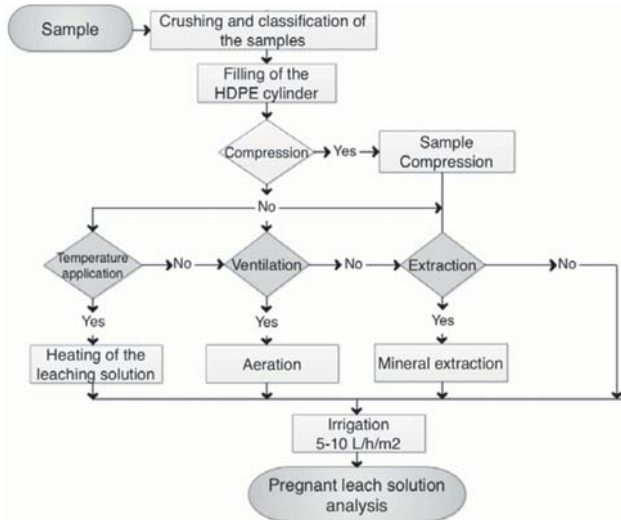 Sample
Crushing and classification of
the samples
Filling of the
HDPE cylinder
Compression
Yes
Sample
Compression
No
Temperature
application
No
Ventilation
No
Extraction
No
Yes
Yes
Yes
Heating of the
leaching solution
Aeration
Mineral extraction
Irrigation
5-10 L/h/m2
Pregnant leach solution
analysis